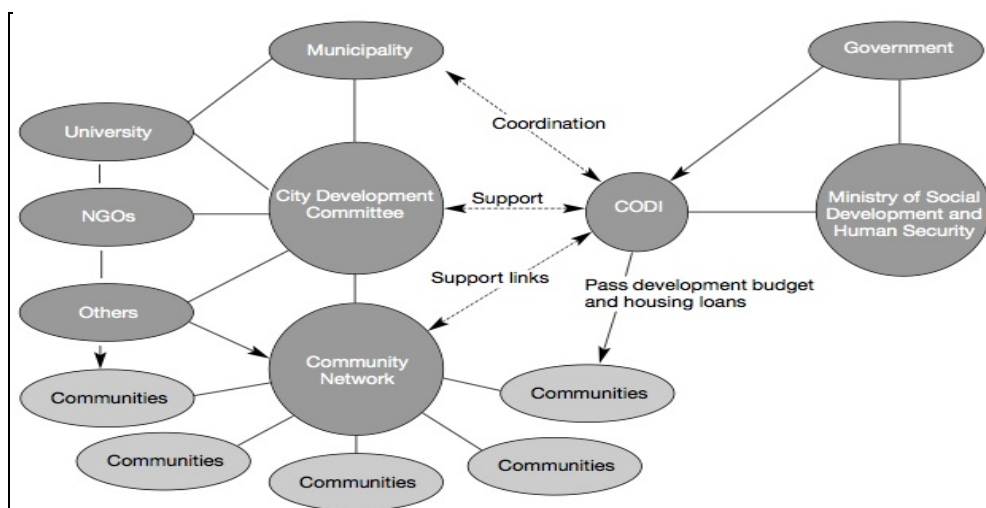 Municipality
Government
University
Coordination
City Development
Committee
Support
CODI
Ministry of Social
Development and
Human Security
NGOs
Support links
Pass development budget
and housing loans
Others
Community
Network
Communities
Communities
Communities
Communities
Communities